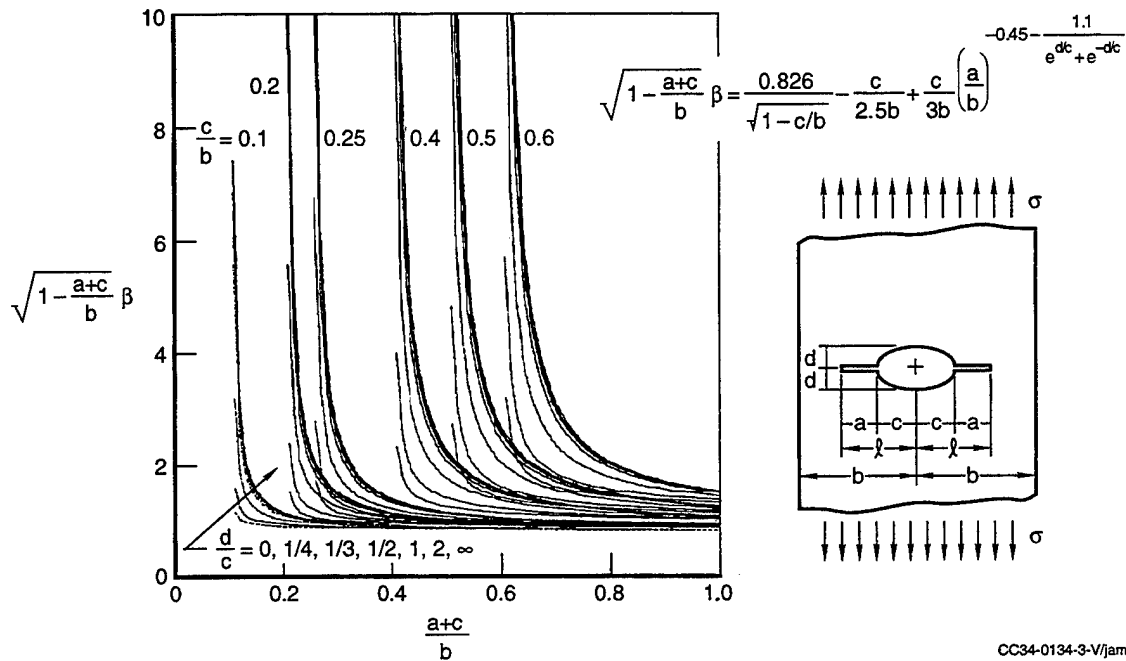 10
8
6
4
2
0
0 0.2 0.4 0.6 0.8 1.0
√(1 − (a+c)/b) β
(a+c)/b
0.2
c/b = 0.1 0.25 0.4 0.5 0.6
d/c = 0, 1/4, 1/3, 1/2, 1, 2, ∞
√(1 − (a+c)/b) β = 0.826/√(1−c/b) − c/(2.5b) + (c/(3b)) (a/b)^(−0.45 − 1.1/(e^(d/c) + e^(−d/c)))
σ
d
d
a c c a
ℓ ℓ
b b
σ
CC34-0134-3-V/jam